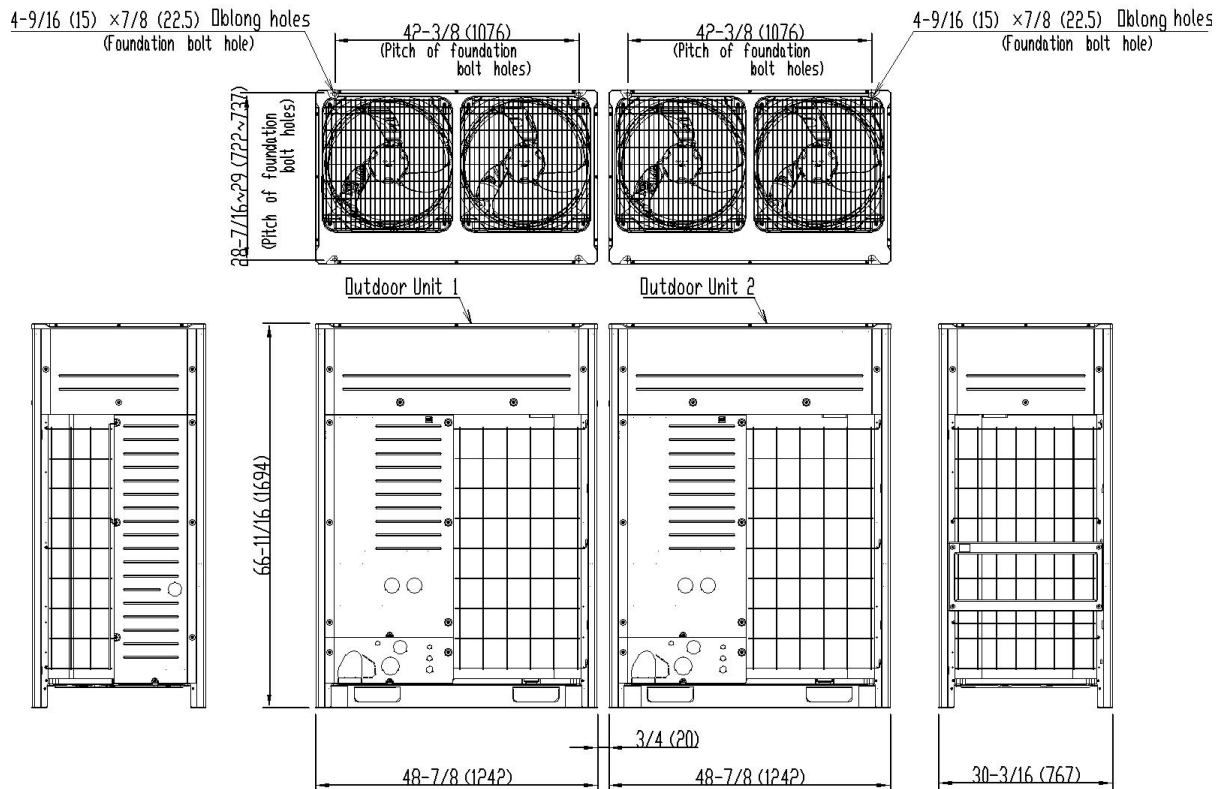 4-9/16 (15) ×7/8 (22.5) Oblong holes
(Foundation bolt hole)
42-3/8 (1076)
(Pitch of foundation
bolt holes)
42-3/8 (1076)
(Pitch of foundation
bolt holes)
4-9/16 (15) ×7/8 (22.5) Oblong holes
(Foundation bolt hole)
28-7/16~29 (722~737)
(Pitch of foundation
bolt holes)
Outdoor Unit 1
Outdoor Unit 2
66-11/16 (1694)
3/4 (20)
48-7/8 (1242)
48-7/8 (1242)
30-3/16 (767)